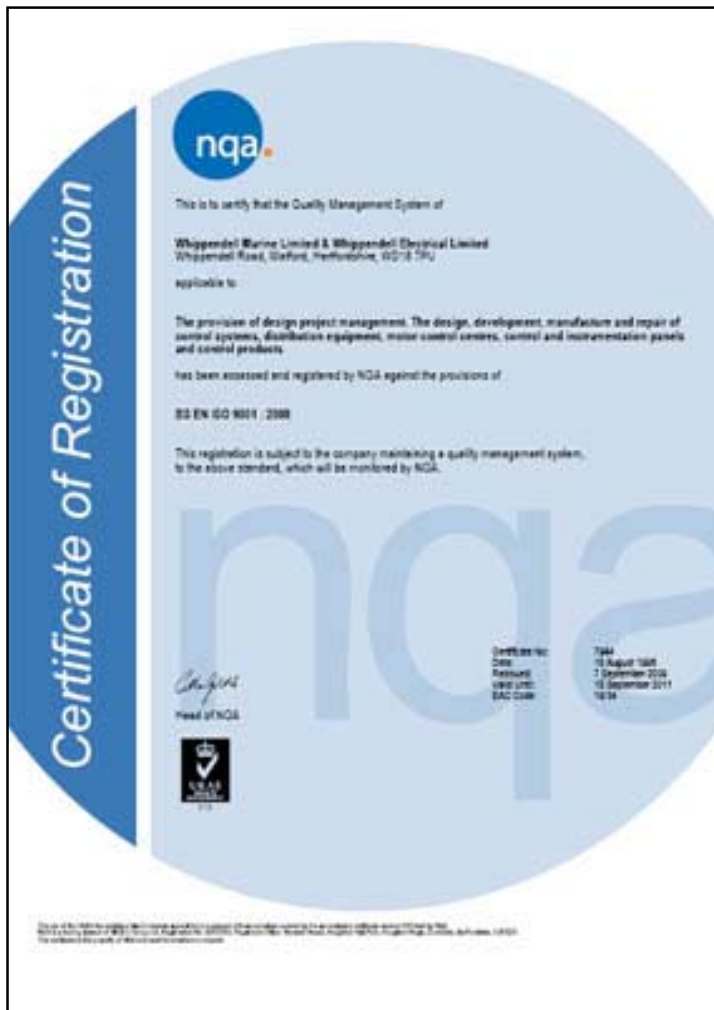 Certificate of Registration
nqa.
This is to certify that the Quality Management System of
Whippendell Marine Limited & Whippendell Electrical Limited
Whippendell Road, Watford, Hertfordshire, WD18 7PU
applicable to
The provision of design project management. The design, development, manufacture and repair of
control systems, distribution equipment, motor control centres, control and instrumentation panels
and control products
has been assessed and registered by NQA against the provisions of
BS EN ISO 9001 : 2008
This registration is subject to the company maintaining a quality management system,
to the above standard, which will be monitored by NQA.
nqa
Certificate No:
Date: August
Reissued: 7 September
Valid Until: September 2011
EAC Code:
Head of NQA
UKAS